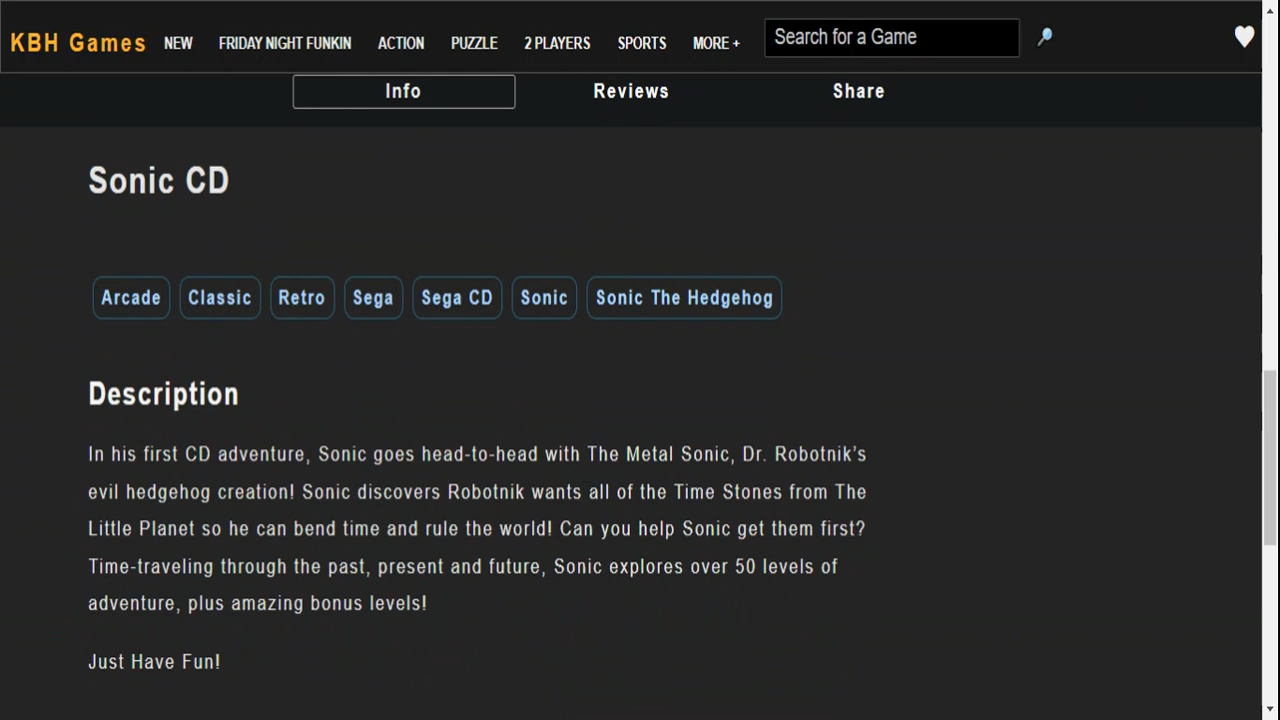 KBH Games NEW FRIDAY NIGHT FUNKIN ACTION PUZZLE 2 PLAYERS SPORTS MORE + Search for a Game
Info Reviews Share
Sonic CD
Arcade Classic Retro Sega Sega CD Sonic Sonic The Hedgehog
Description
In his first CD adventure, Sonic goes head-to-head with The Metal Sonic, Dr. Robotnik’s
evil hedgehog creation! Sonic discovers Robotnik wants all of the Time Stones from The
Little Planet so he can bend time and rule the world! Can you help Sonic get them first?
Time-traveling through the past, present and future, Sonic explores over 50 levels of
adventure, plus amazing bonus levels!
Just Have Fun!